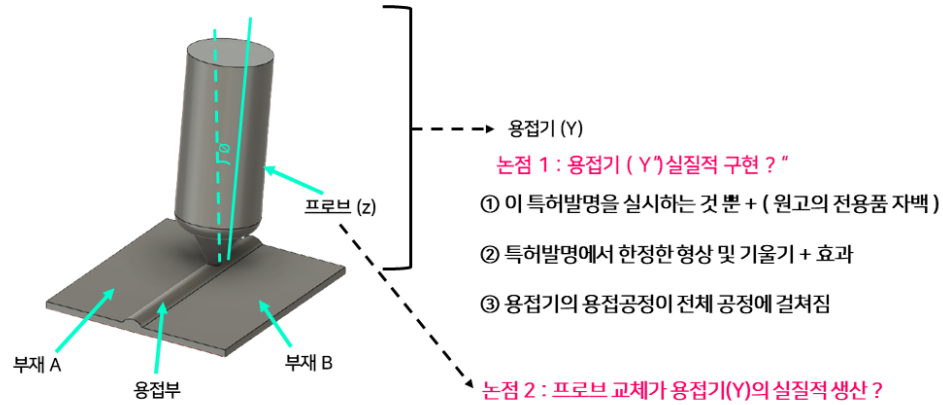 용접기 (Y)
논점 1 : 용접기 ( Y")실질적 구현 ? "
① 이 특허발명을 실시하는 것 뿐 + ( 원고의 전용품 자백 )
프로브 (z)
② 특허발명에서 한정한 형상 및 기울기 + 효과
③ 용접기의 용접공정이 전체 공정에 걸쳐짐
부재 A
용접부
부재 B
논점 2 : 프로브 교체가 용접기(Y)의 실질적 생산 ?